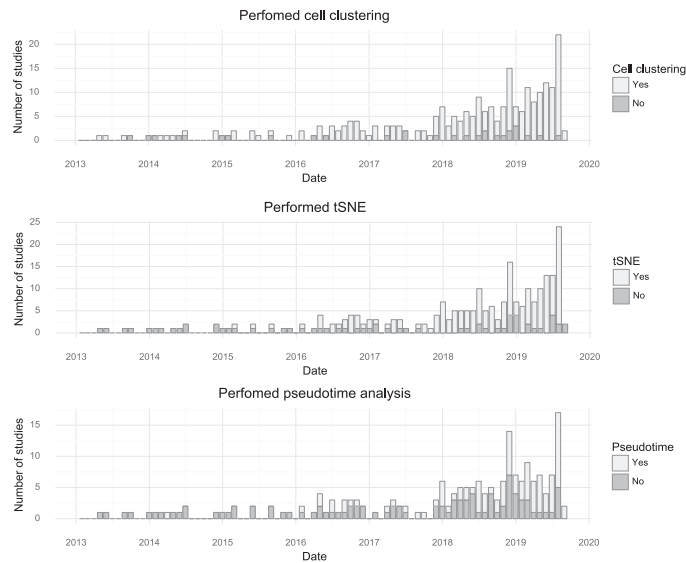 Perfomed cell clustering
Number of studies
20
15
10
5
0
2013 2014 2015 2016 2017 2018 2019 2020
Date
Cell clustering
Yes
No
Performed tSNE
Number of studies
25
20
15
10
5
0
2013 2014 2015 2016 2017 2018 2019 2020
Date
tSNE
Yes
No
Perfomed pseudotime analysis
Number of studies
15
10
5
0
2013 2014 2015 2016 2017 2018 2019 2020
Date
Pseudotime
Yes
No